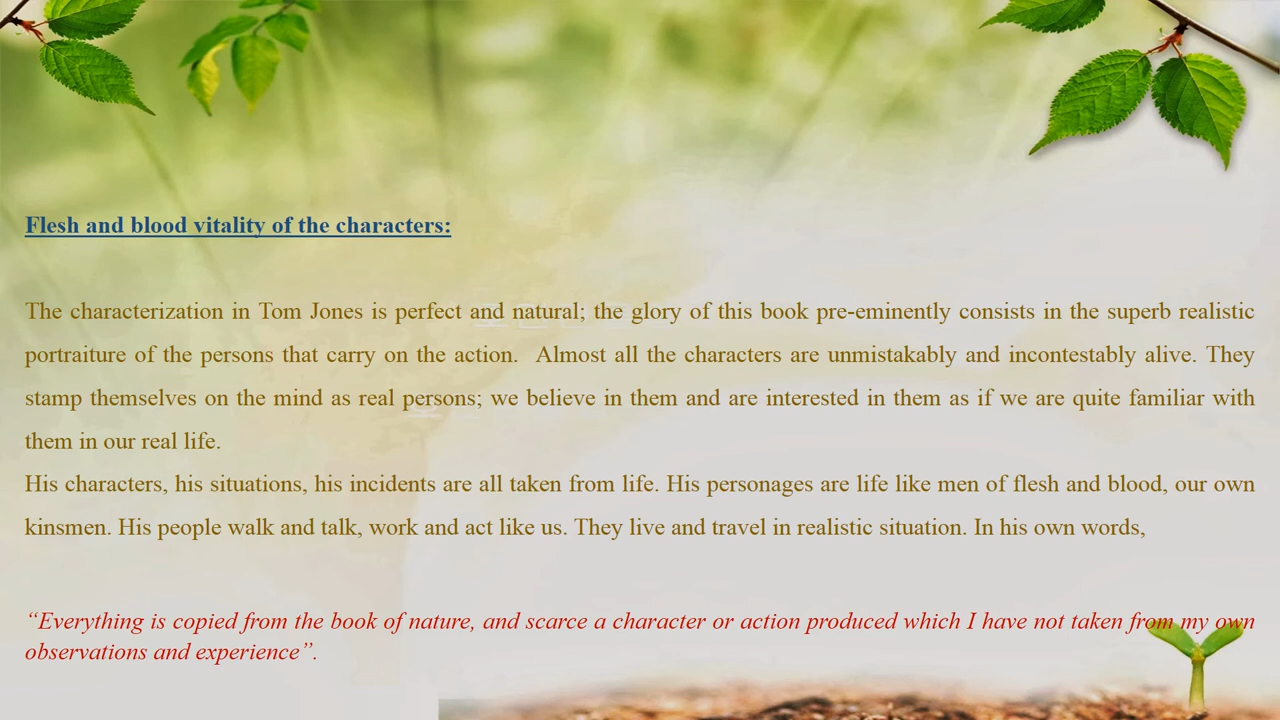 Flesh and blood vitality of the characters:
The characterization in Tom Jones is perfect and natural; the glory of this book pre-eminently consists in the superb realistic
portraiture of the persons that carry on the action.  Almost all the characters are unmistakably and incontestably alive. They
stamp themselves on the mind as real persons; we believe in them and are interested in them as if we are quite familiar with
them in our real life.
His characters, his situations, his incidents are all taken from life. His personages are life like men of flesh and blood, our own
kinsmen. His people walk and talk, work and act like us. They live and travel in realistic situation. In his own words,
“Everything is copied from the book of nature, and scarce a character or action produced which I have not taken from my own
observations and experience”.